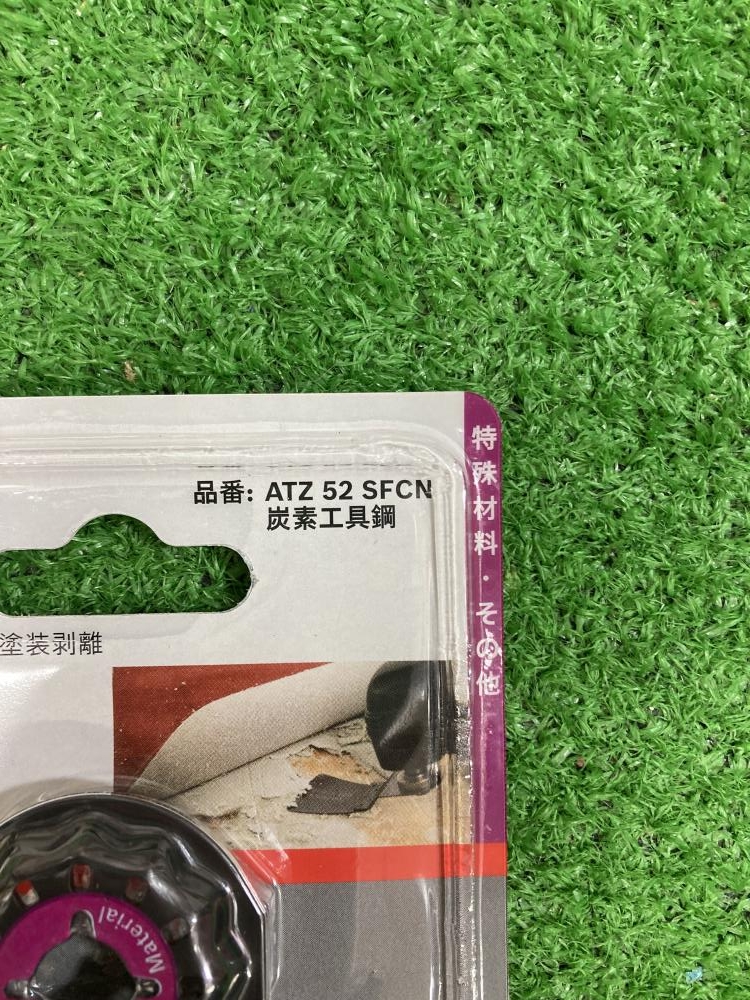 品番: ATZ 52 SFCN
炭素工具鋼
特殊材料・その他
塗装剥離
Material